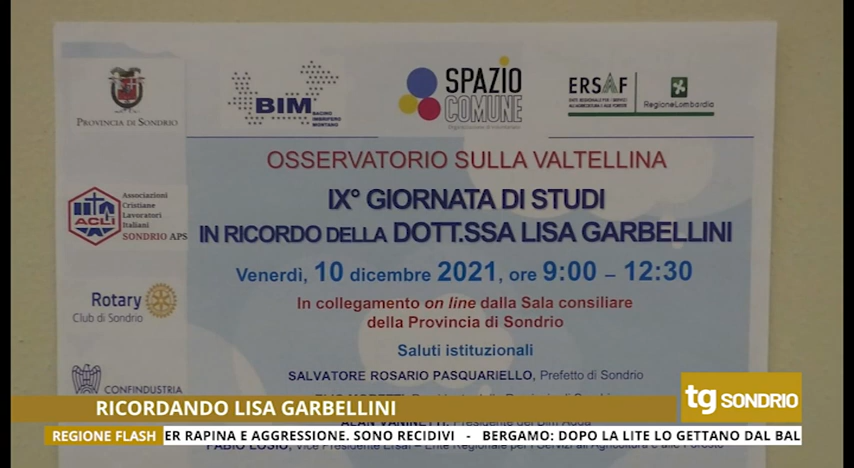 PROVINCIA DI SONDRIO
BIM
BACINO
IMBRIFERO
MONTANO
SPAZIO
COMUNE
ERSAF
RegioneLombardia
OSSERVATORIO SULLA VALTELLINA
IX° GIORNATA DI STUDI
IN RICORDO DELLA DOTT.SSA LISA GARBELLINI
Venerdì, 10 dicembre 2021, ore 9:00 – 12:30
In collegamento on line dalla Sala consiliare
della Provincia di Sondrio
Saluti istituzionali
SALVATORE ROSARIO PASQUARIELLO, Prefetto di Sondrio
ACLI
Associazioni
Cristiane
Lavoratori
Italiani
SONDRIO APS
Rotary
Club di Sondrio
CONFINDUSTRIA
RICORDANDO LISA GARBELLINI
tg SONDRIO
REGIONE FLASH ER RAPINA E AGGRESSIONE. SONO RECIDIVI - BERGAMO: DOPO LA LITE LO GETTANO DAL BAL